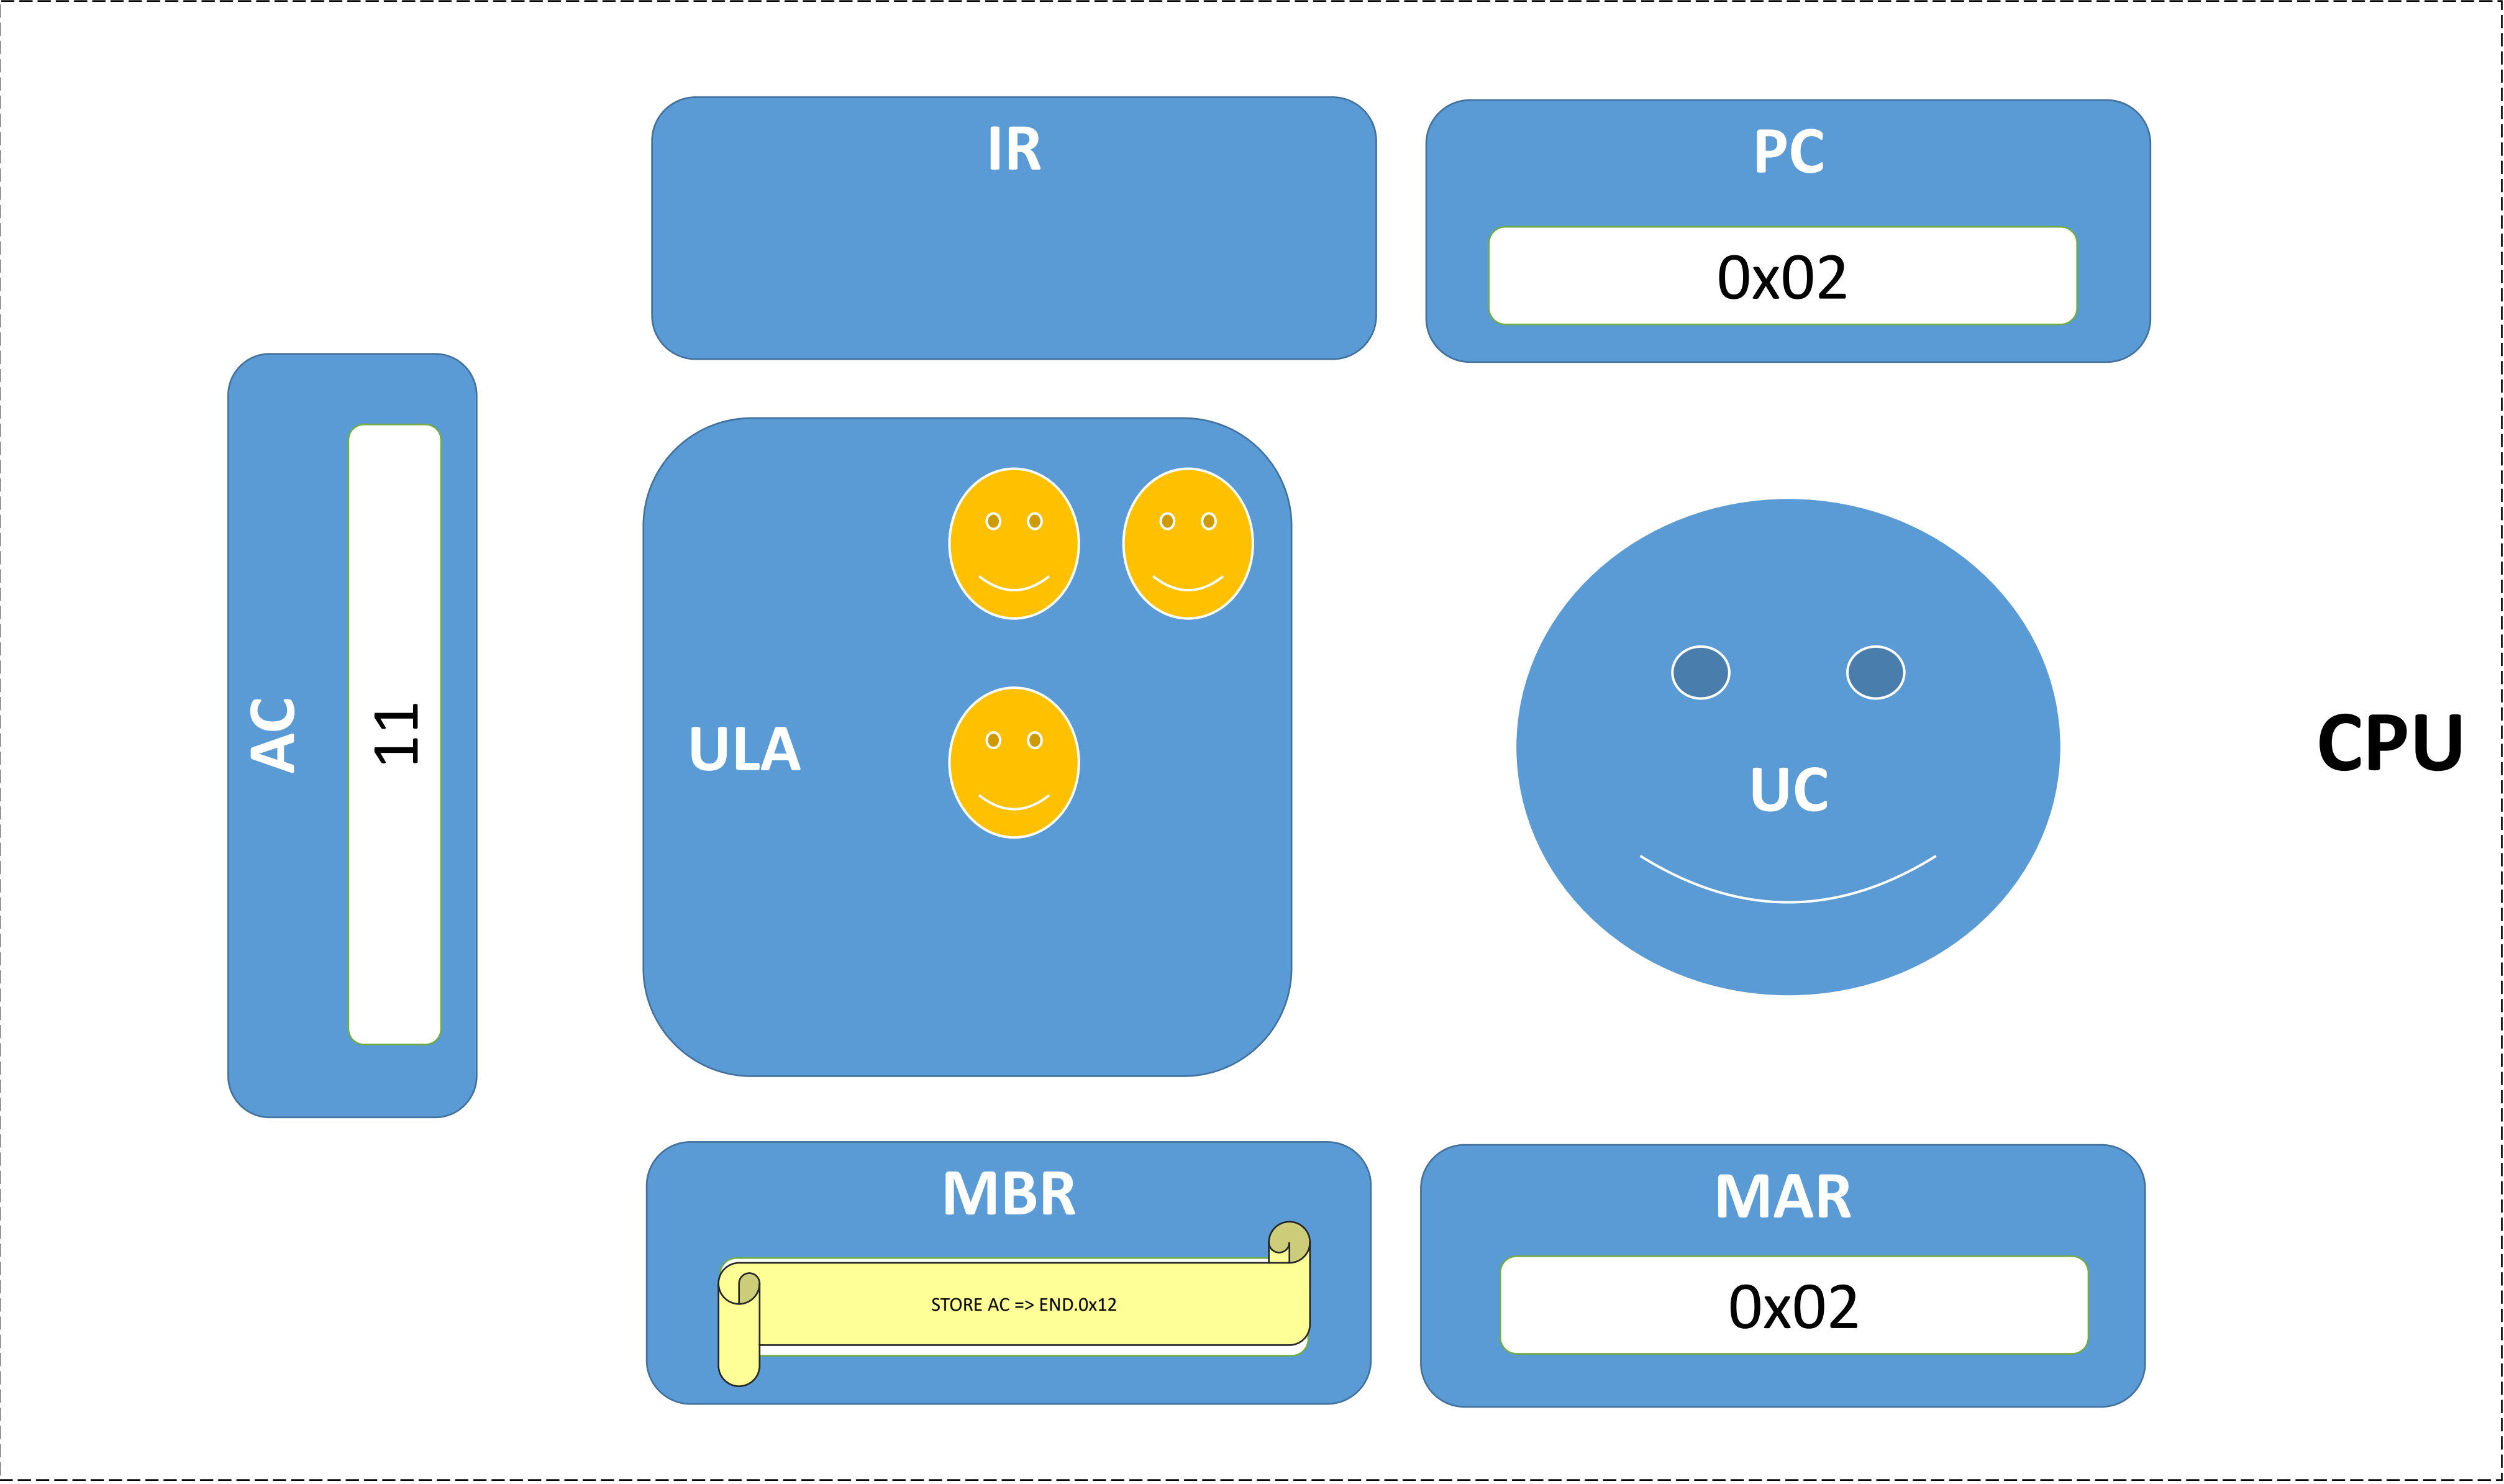 IR
PC
0x02
AC
11
ULA
UC
CPU
MBR
STORE AC => END.0x12
MAR
0x02